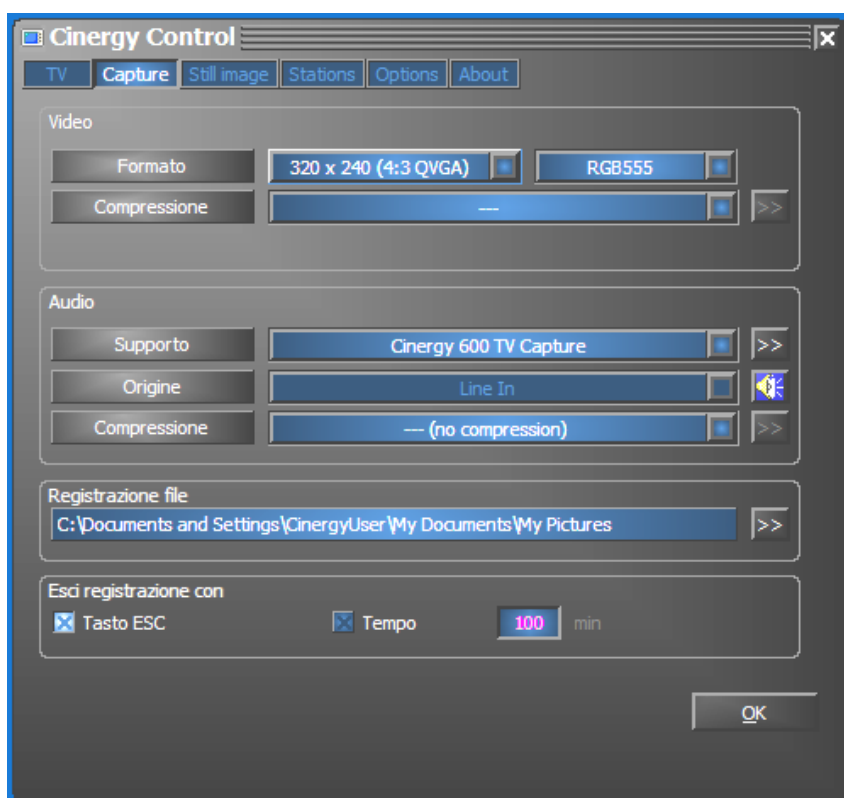 Cinergy Control
TV Capture Still image Stations Options About
Video
Formato 320 x 240 (4:3 QVGA) RGB555
Compressione --- >>
Audio
Supporto Cinergy 600 TV Capture >>
Origine Line In
Compressione --- (no compression) >>
Registrazione file
C:\Documents and Settings\CinergyUser\My Documents\My Pictures >>
Esci registrazione con
Tasto ESC Tempo 100 min
OK